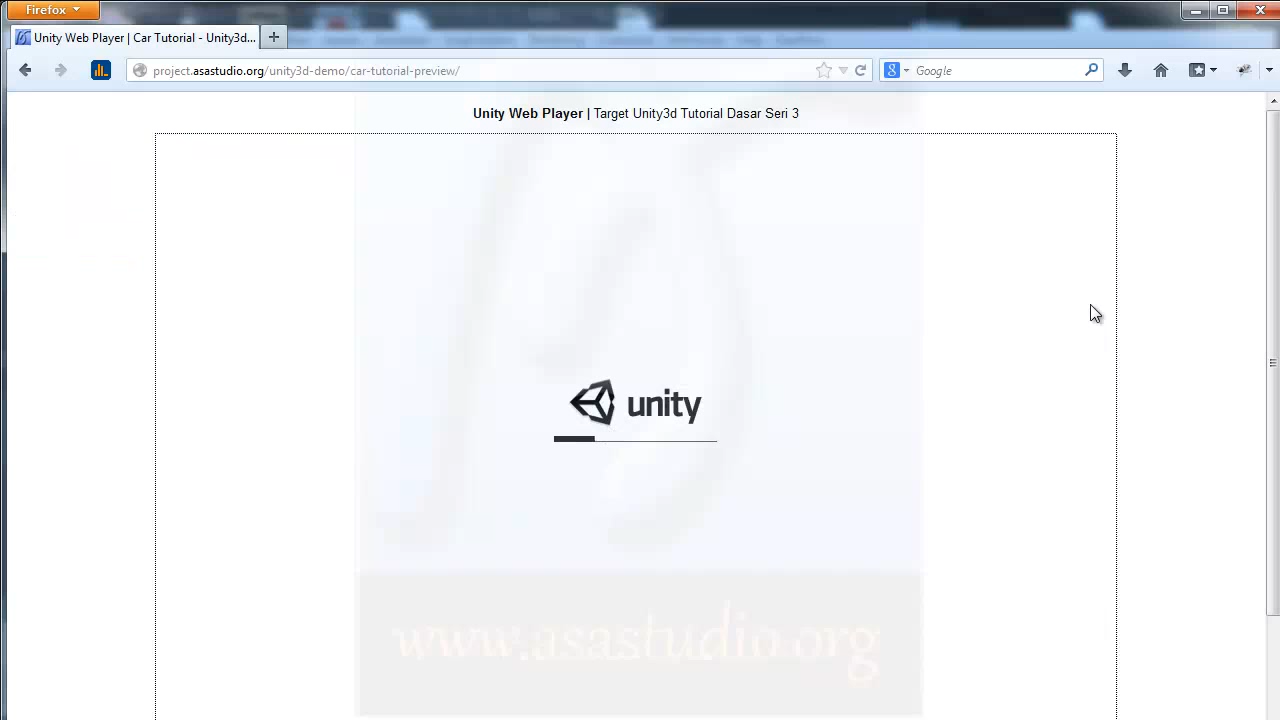 Firefox
Unity Web Player | Car Tutorial - Unity3d...
project.asastudio.org/unity3d-demo/car-tutorial-preview/
8 Google
Unity Web Player | Target Unity3d Tutorial Dasar Seri 3
unity
www.asastudio.org